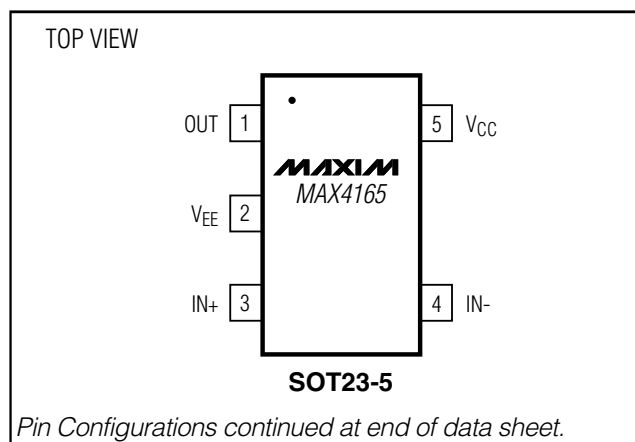 TOP VIEW
OUT 1
5 VCC
MAXIM
MAX4165
VEE 2
IN+ 3
4 IN-
SOT23-5
Pin Configurations continued at end of data sheet.